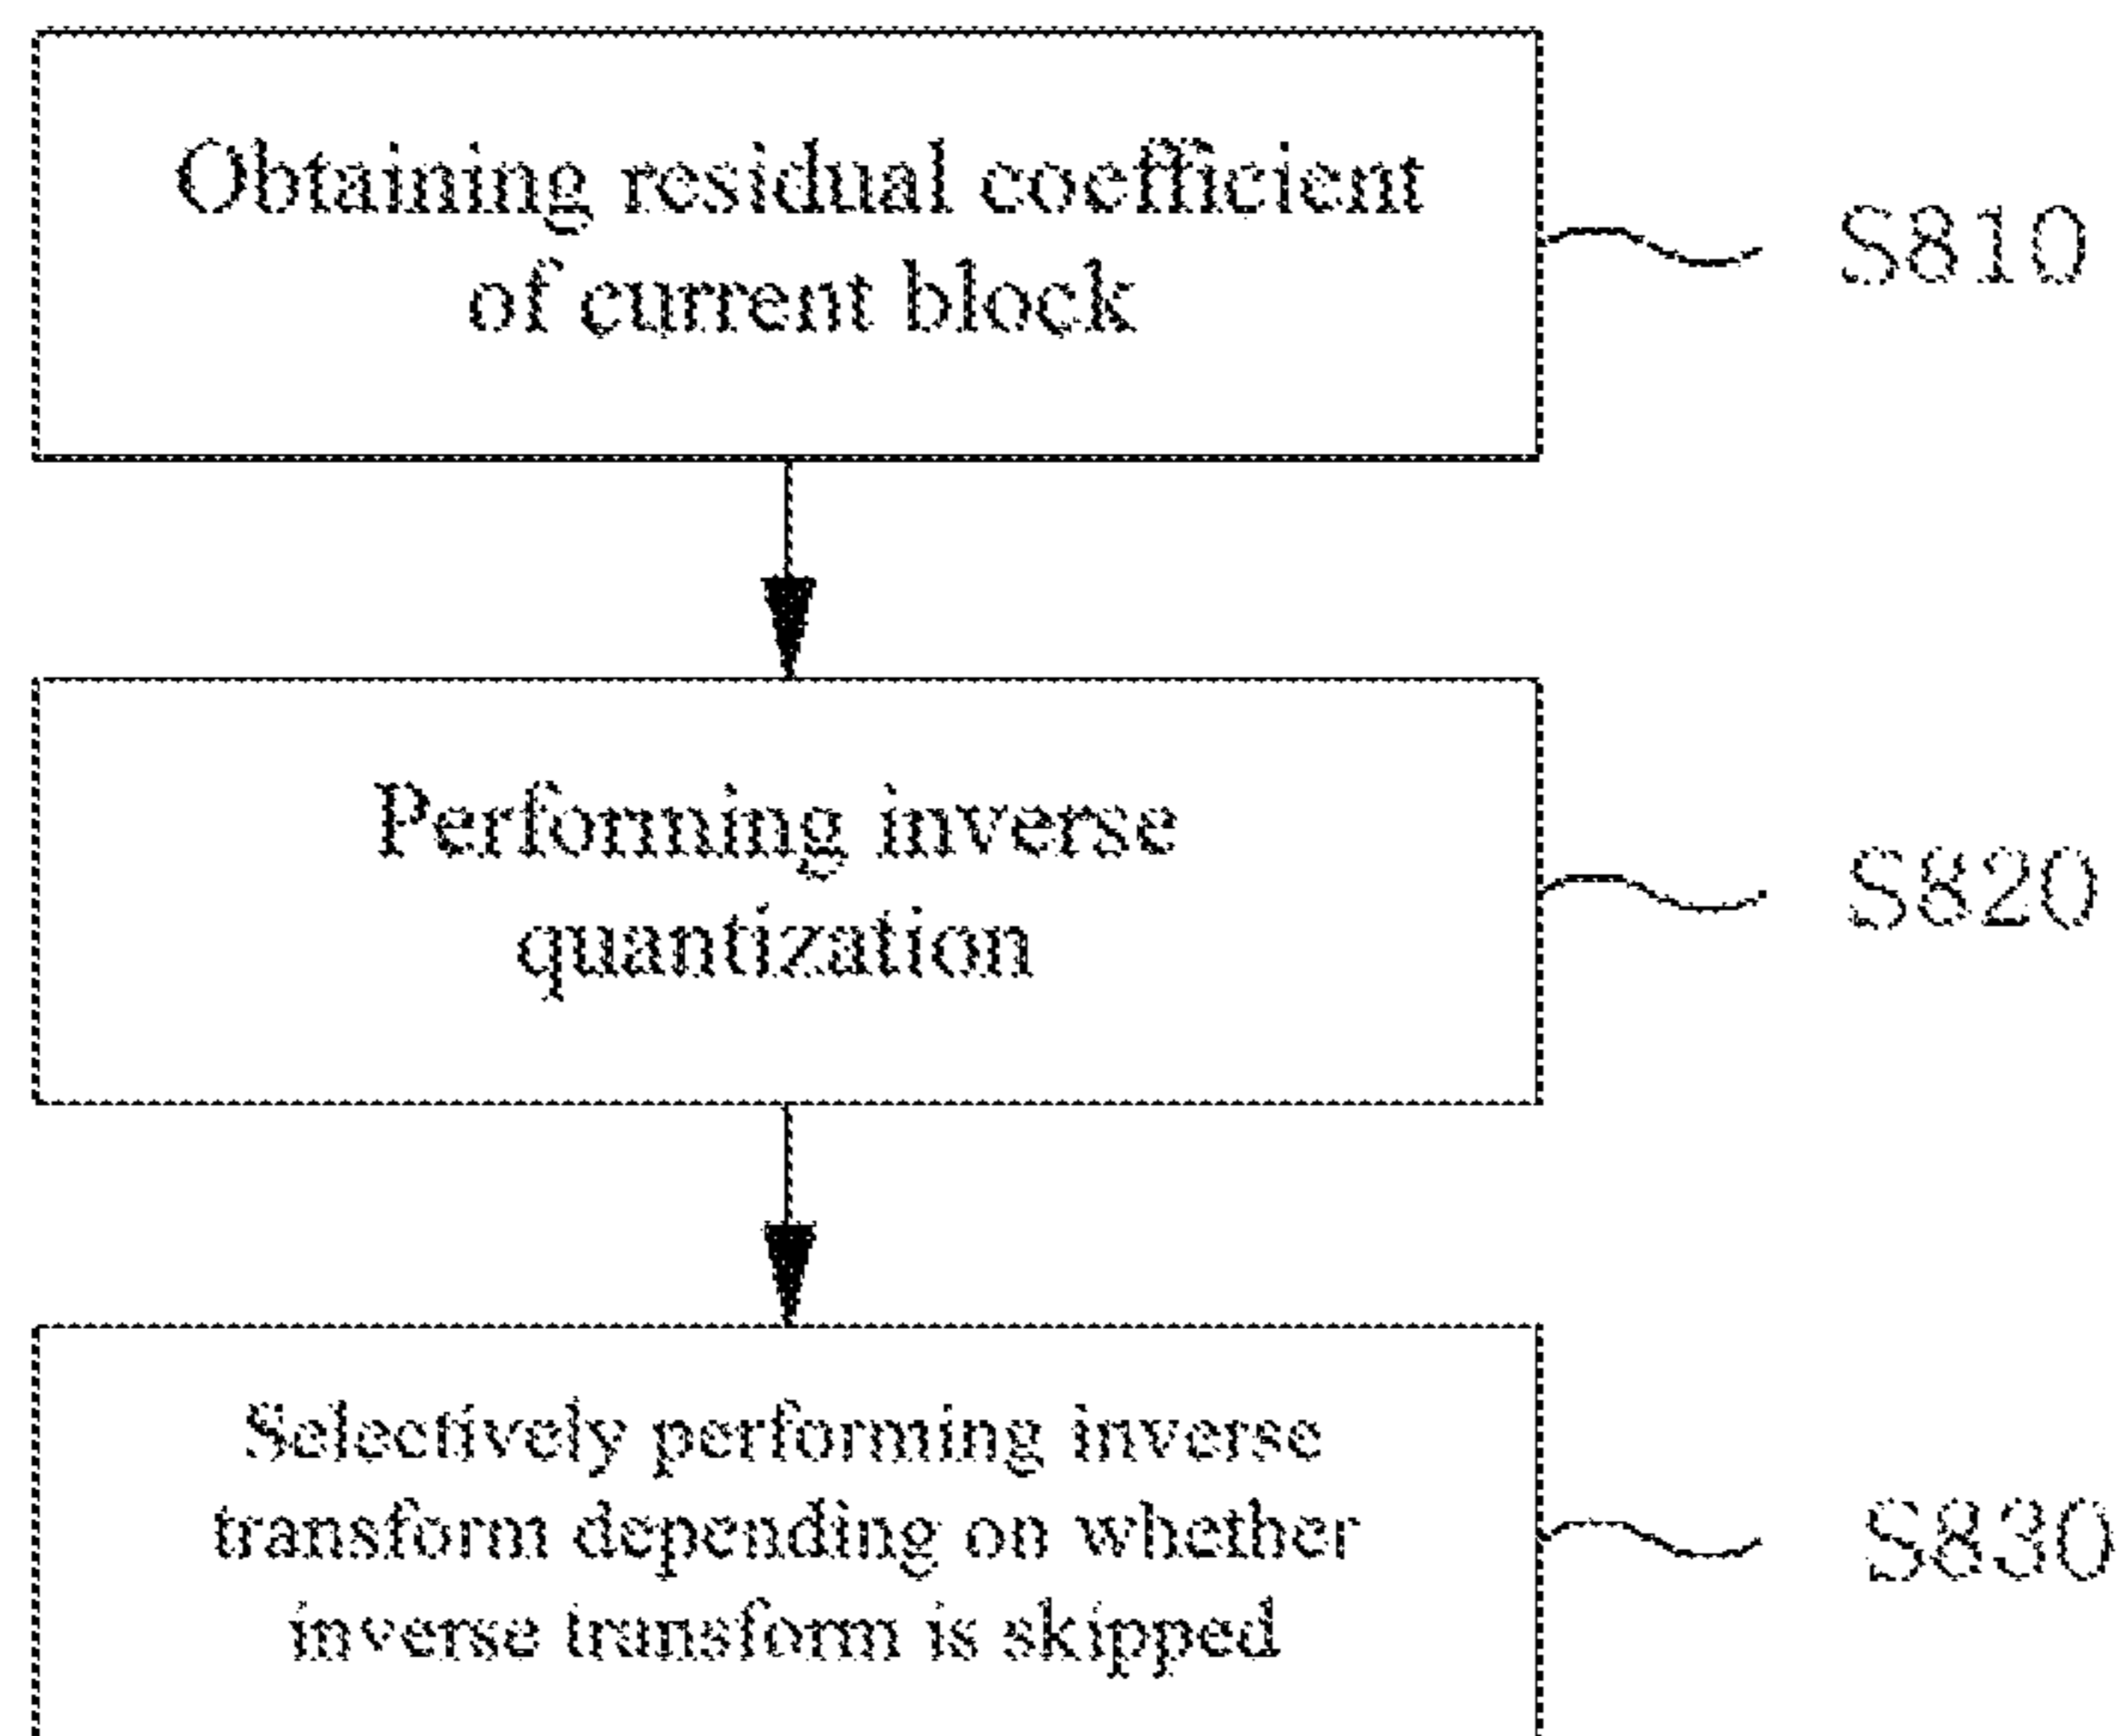 Obtaining residual coefficient
of current block
S810
Performing inverse
quantization
S820
Selectively performing inverse
transform depending on whether
inverse transform is skipped
S830